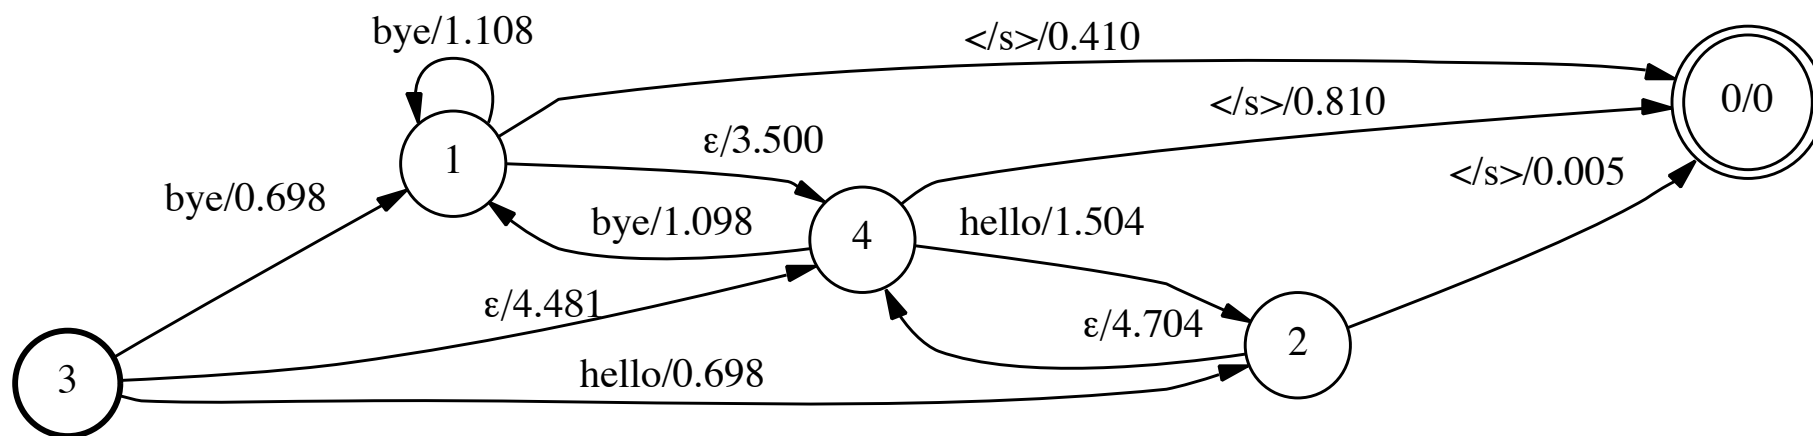 bye/1.108
</s>/0.410
</s>/0.810
0/0
ε/3.500
1
</s>/0.005
bye/0.698
bye/1.098
4
hello/1.504
ε/4.481
ε/4.704
2
3
hello/0.698